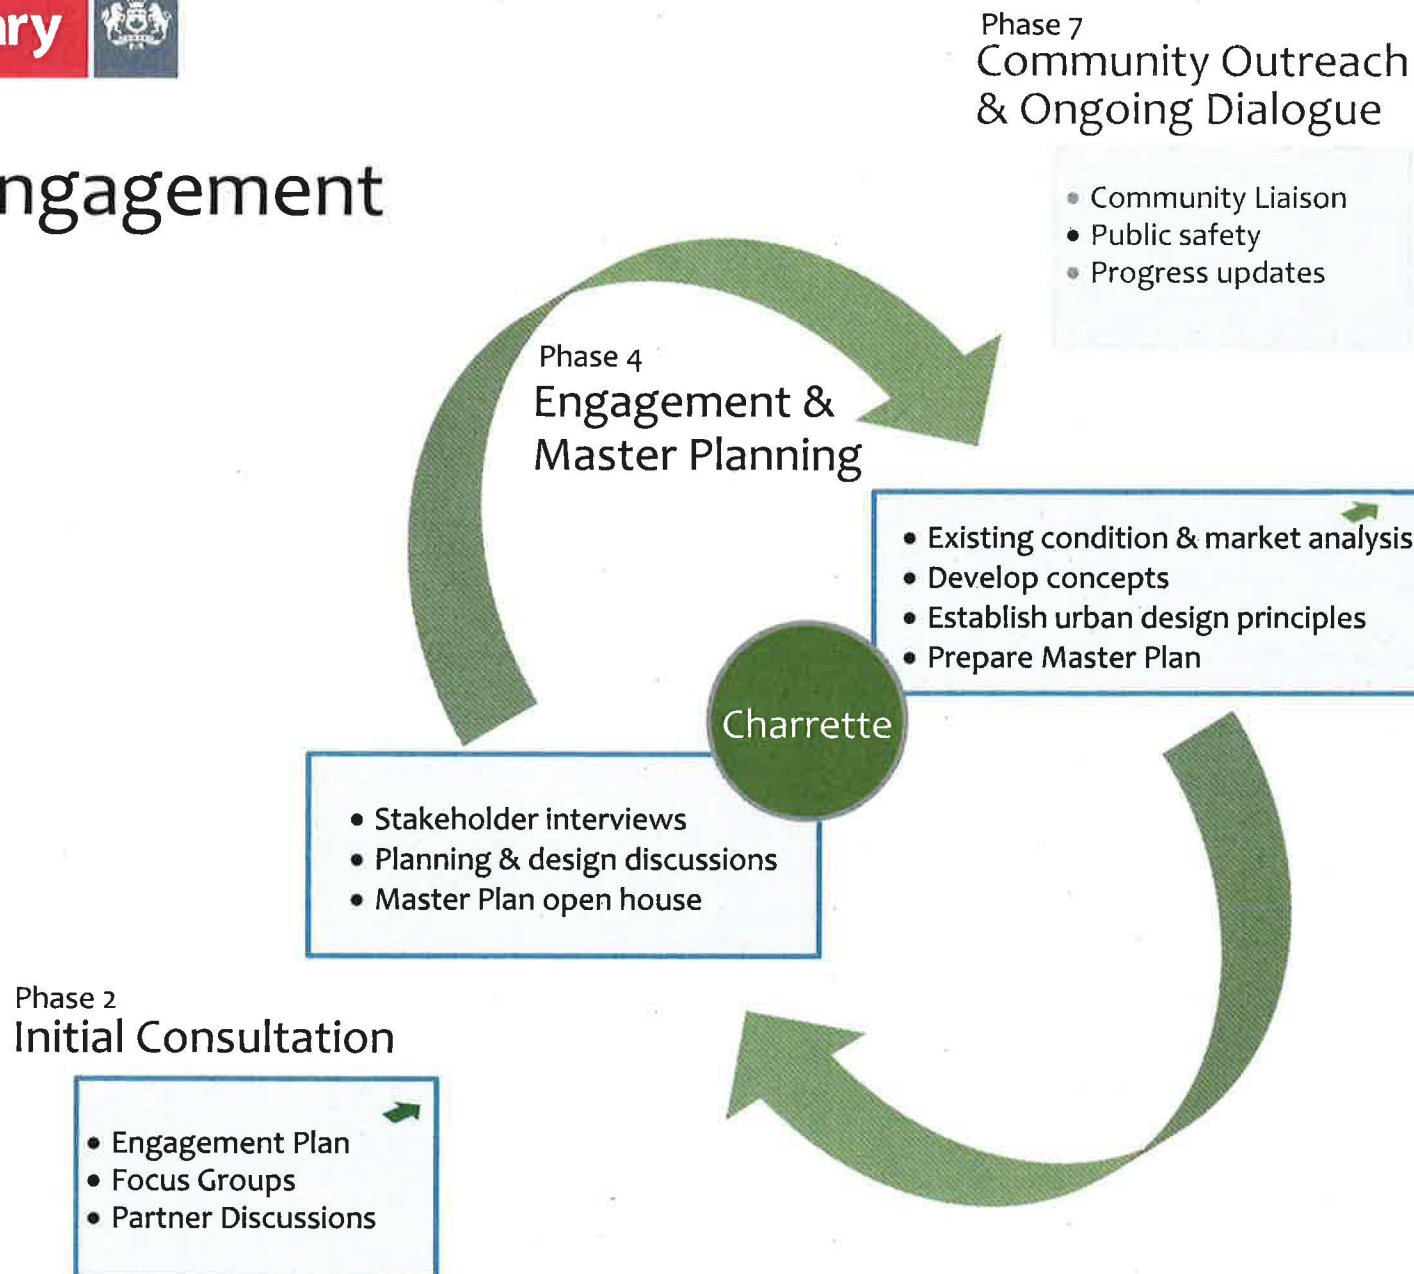 ary
ngagement
Phase 7
Community Outreach
& Ongoing Dialogue
• Community Liaison
• Public safety
• Progress updates
Phase 4
Engagement &
Master Planning
• Existing condition & market analysis
• Develop concepts
• Establish urban design principles
• Prepare Master Plan
Charrette
• Stakeholder interviews
• Planning & design discussions
• Master Plan open house
Phase 2
Initial Consultation
• Engagement Plan
• Focus Groups
• Partner Discussions